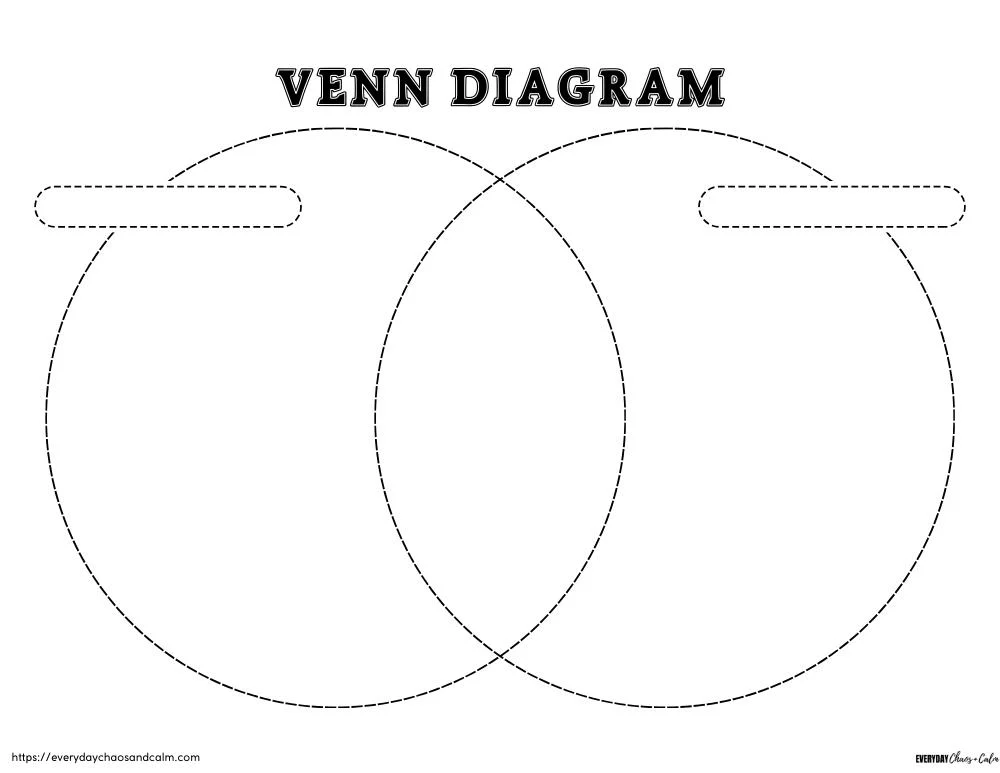 VENN DIAGRAM
https://everydaychaosandcalm.com
EVERYDAY Chaos + Calm